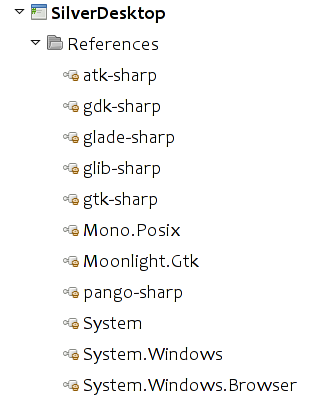 SilverDesktop
References
atk-sharp
gdk-sharp
glade-sharp
glib-sharp
gtk-sharp
Mono.Posix
Moonlight.Gtk
pango-sharp
System
System.Windows
System.Windows.Browser